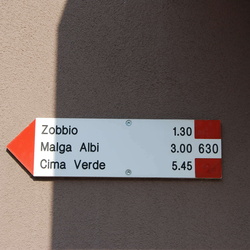 Zobbio 1.30
Malga Albi 3.00 630
Cima Verde 5.45